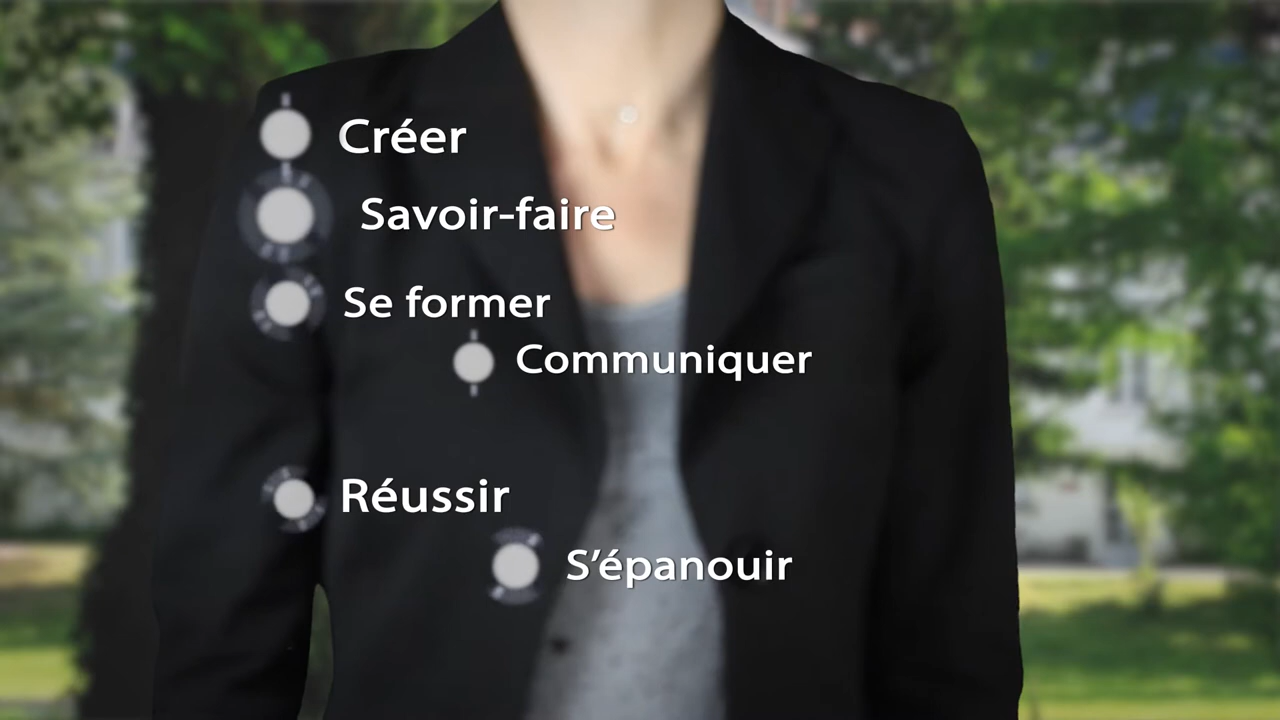 Créer
Savoir-faire
Se former
Communiquer
Réussir
S’épanouir